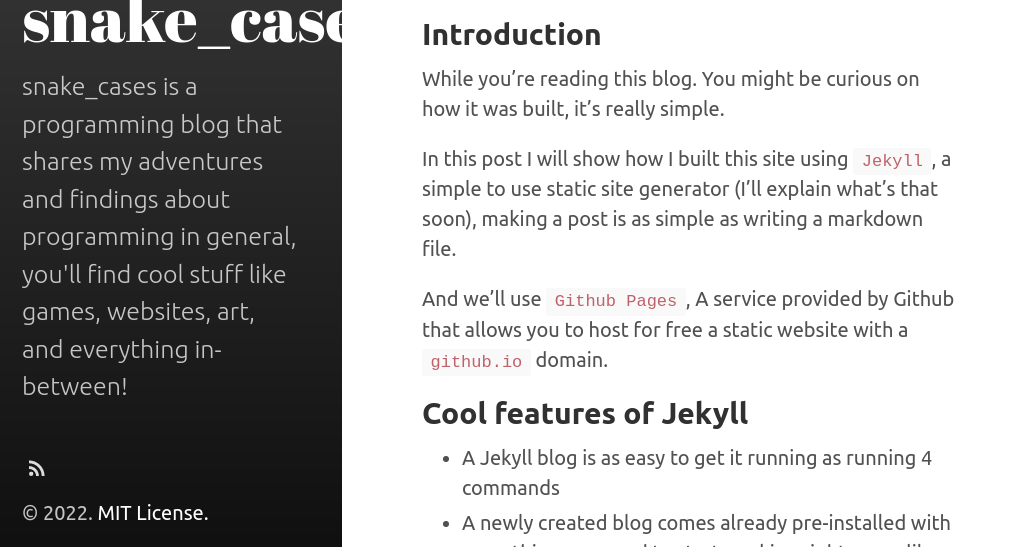 snake_case
snake_cases is a
programming blog that
shares my adventures
and findings about
programming in general,
you'll find cool stuff like
games, websites, art,
and everything in-
between!
© 2022. MIT License.
Introduction
While you’re reading this blog. You might be curious on
how it was built, it’s really simple.
In this post I will show how I built this site using Jekyll, a
simple to use static site generator (I’ll explain what’s that
soon), making a post is as simple as writing a markdown
file.
And we’ll use Github Pages, A service provided by Github
that allows you to host for free a static website with a
github.io domain.
Cool features of Jekyll
• A Jekyll blog is as easy to get it running as running 4
commands
• A newly created blog comes already pre-installed with